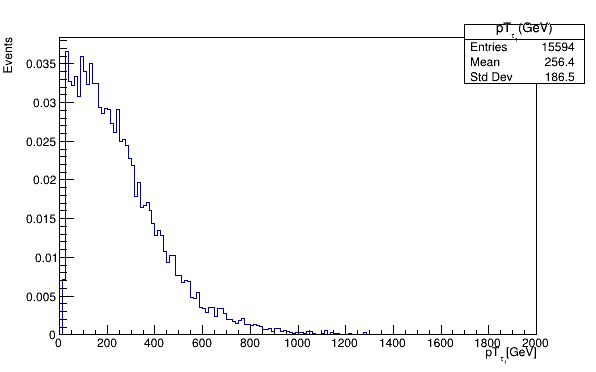 pT_τ₁(GeV)
Entries 15594
Mean 256.4
Std Dev 186.5
Events
0.035
0.03
0.025
0.02
0.015
0.01
0.005
0
0 200 400 600 800 1000 1200 1400 1600 1800 2000
pT_τ₁[GeV]